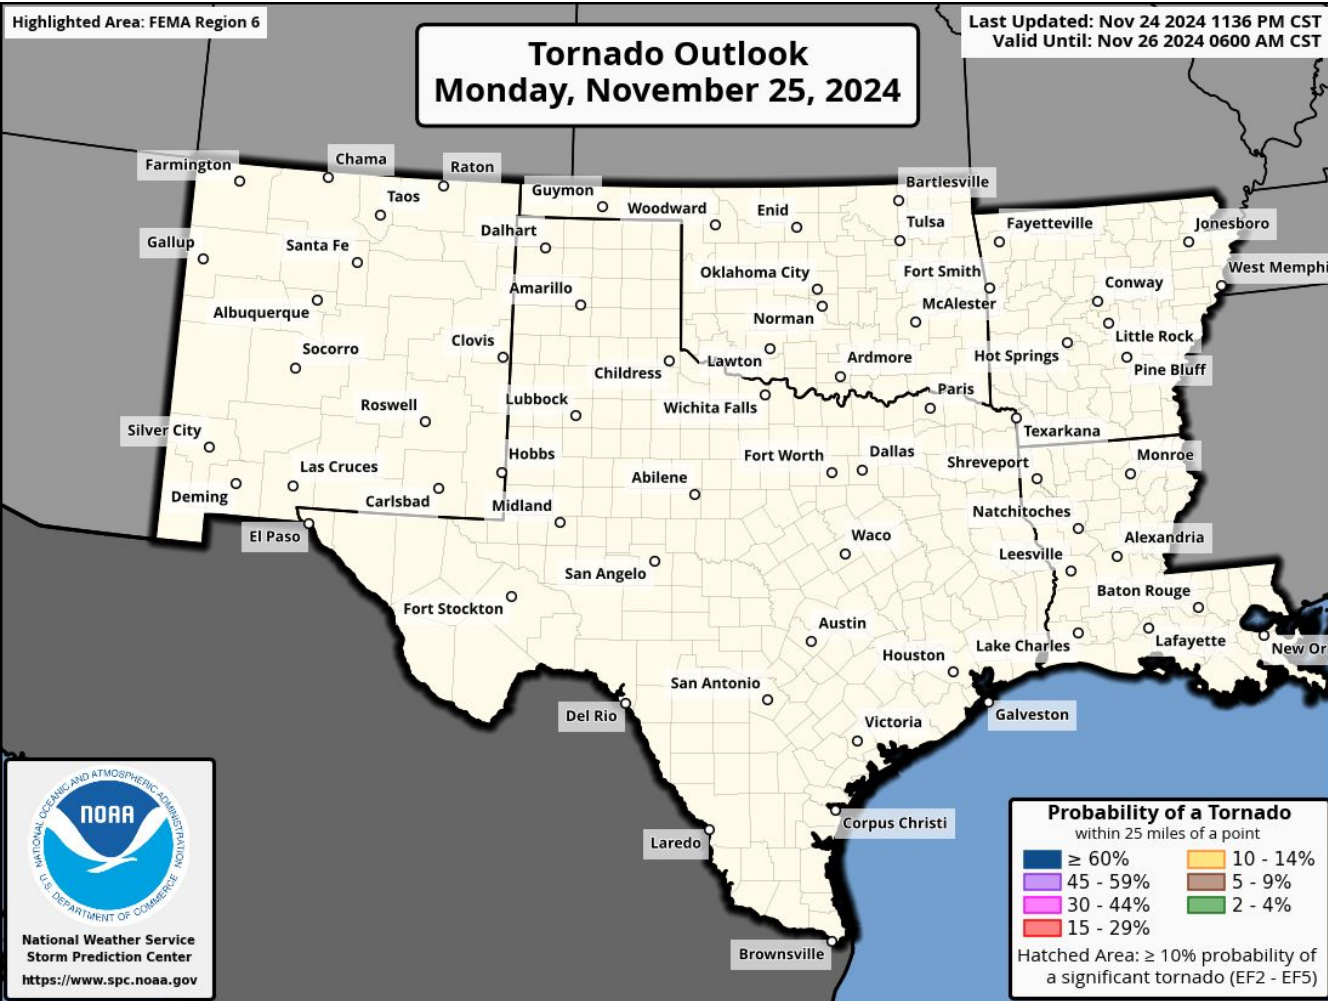 Highlighted Area: FEMA Region 6
Last Updated: Nov 24 2024 1136 PM CST
Valid Until: Nov 26 2024 0600 AM CST
Tornado Outlook
Monday, November 25, 2024
Farmington
Chama
Raton
Taos
Guymon
Woodward
Enid
Bartlesville
Tulsa
Fayetteville
Jonesboro
Gallup
Santa Fe
Dalhart
Oklahoma City
Fort Smith
West Memphi
Amarillo
Conway
Albuquerque
McAlester
Norman
Little Rock
Socorro
Clovis
Childress
Lawton
Ardmore
Hot Springs
Pine Bluff
Roswell
Lubbock
Wichita Falls
Paris
Silver City
Texarkana
Las Cruces
Hobbs
Fort Worth
Dallas
Shreveport
Monroe
Deming
Carlsbad
Abilene
Midland
Natchitoches
El Paso
Waco
Alexandria
San Angelo
Leesville
Fort Stockton
Baton Rouge
Austin
Lake Charles
Lafayette
New Or
Houston
San Antonio
Del Rio
Victoria
Galveston
Corpus Christi
Laredo
Brownsville
NATIONAL OCEANIC AND ATMOSPHERIC ADMINISTRATION
NOAA
U.S. DEPARTMENT OF COMMERCE
National Weather Service
Storm Prediction Center
https://www.spc.noaa.gov
Probability of a Tornado
within 25 miles of a point
≥ 60%
45 - 59%
30 - 44%
15 - 29%
10 - 14%
5 - 9%
2 - 4%
Hatched Area: ≥ 10% probability of
a significant tornado (EF2 - EF5)